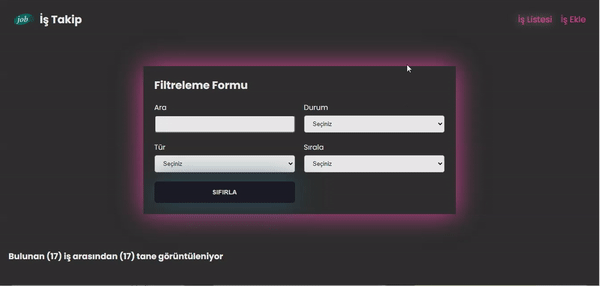 job İş Takip
İş Listesi İş Ekle
Filtreleme Formu
Ara Durum
Seçiniz
Tür Sırala
Seçiniz Seçiniz
SIFIRLA
Bulunan (17) iş arasından (17) tane görüntüleniyor